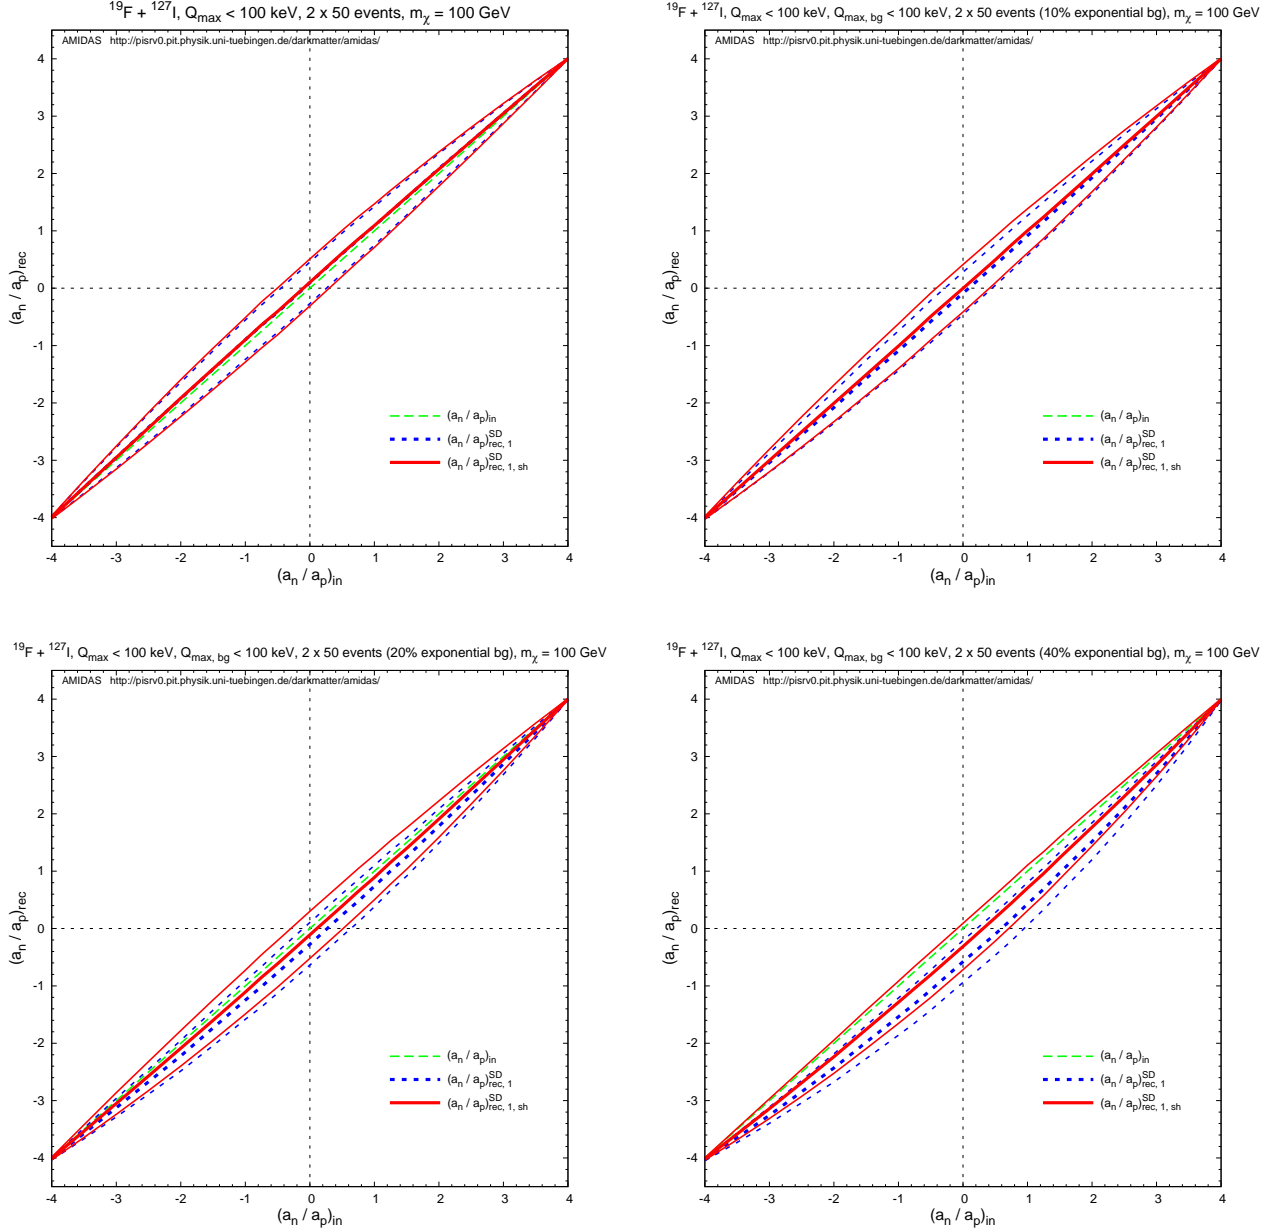 ¹⁹F + ¹²⁷I, Qmax < 100 keV, 2 x 50 events, mχ = 100 GeV
AMIDAS http://pisrv0.pit.physik.uni-tuebingen.de/darkmatter/amidas/
4
3
2
1
0
-1
-2
-3
-4
(an / ap)rec
(an / ap)in
(an / ap)SDrec, 1
(an / ap)SDrec, 1, sh
-4 -3 -2 -1 0 1 2 3 4
(an / ap)in
¹⁹F + ¹²⁷I, Qmax < 100 keV, Qmax, bg < 100 keV, 2 x 50 events (10% exponential bg), mχ = 100 GeV
AMIDAS http://pisrv0.pit.physik.uni-tuebingen.de/darkmatter/amidas/
4
3
2
1
0
-1
-2
-3
-4
(an / ap)rec
(an / ap)in
(an / ap)SDrec, 1
(an / ap)SDrec, 1, sh
-4 -3 -2 -1 0 1 2 3 4
(an / ap)in
¹⁹F + ¹²⁷I, Qmax < 100 keV, Qmax, bg < 100 keV, 2 x 50 events (20% exponential bg), mχ = 100 GeV
AMIDAS http://pisrv0.pit.physik.uni-tuebingen.de/darkmatter/amidas/
4
3
2
1
0
-1
-2
-3
-4
(an / ap)rec
(an / ap)in
(an / ap)SDrec, 1
(an / ap)SDrec, 1, sh
-4 -3 -2 -1 0 1 2 3 4
(an / ap)in
¹⁹F + ¹²⁷I, Qmax < 100 keV, Qmax, bg < 100 keV, 2 x 50 events (40% exponential bg), mχ = 100 GeV
AMIDAS http://pisrv0.pit.physik.uni-tuebingen.de/darkmatter/amidas/
4
3
2
1
0
-1
-2
-3
-4
(an / ap)rec
(an / ap)in
(an / ap)SDrec, 1
(an / ap)SDrec, 1, sh
-4 -3 -2 -1 0 1 2 3 4
(an / ap)in